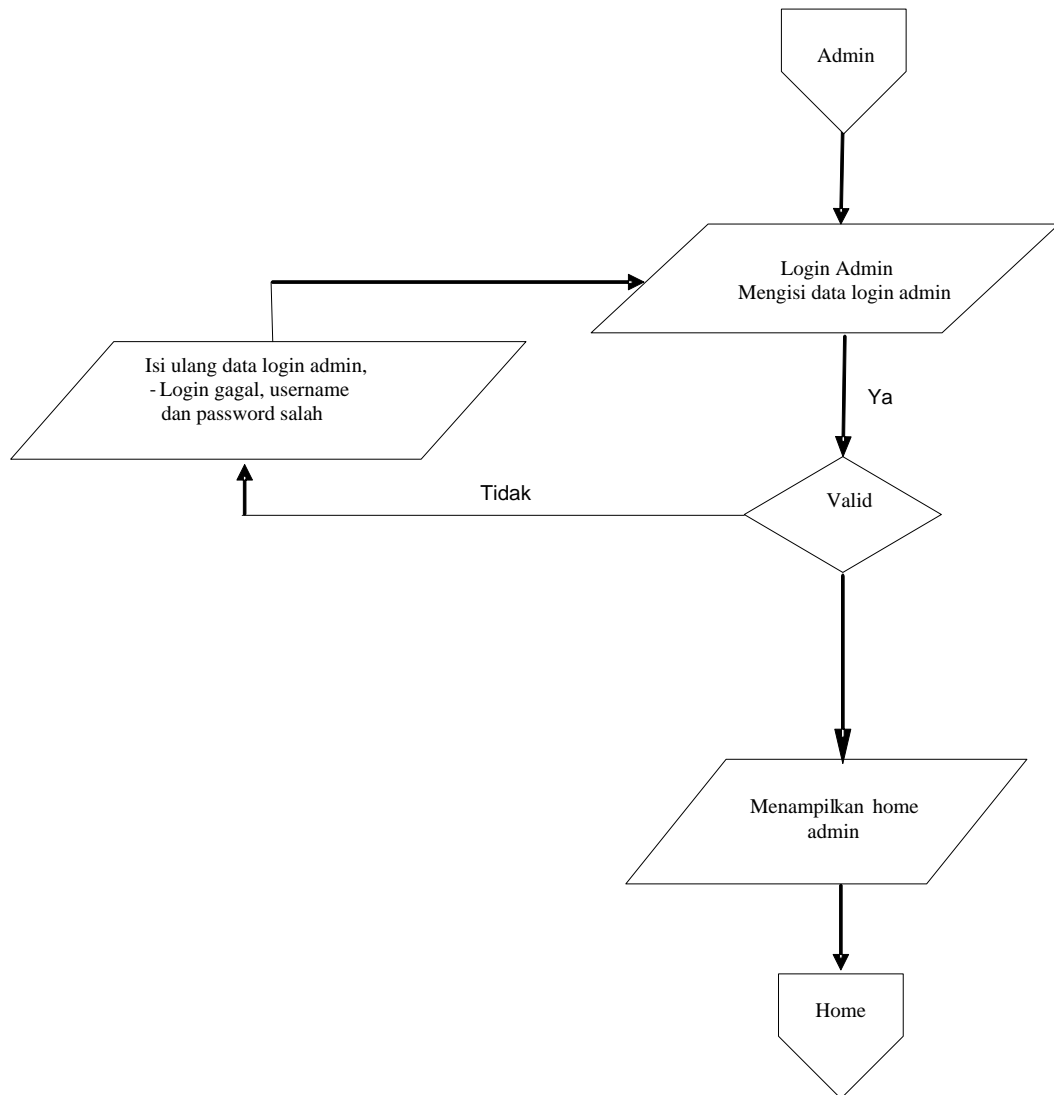 Admin
Login Admin
Mengisi data login admin
Isi ulang data login admin,
- Login gagal, username
dan password salah
Ya
Tidak
Valid
Menampilkan home
admin
Home